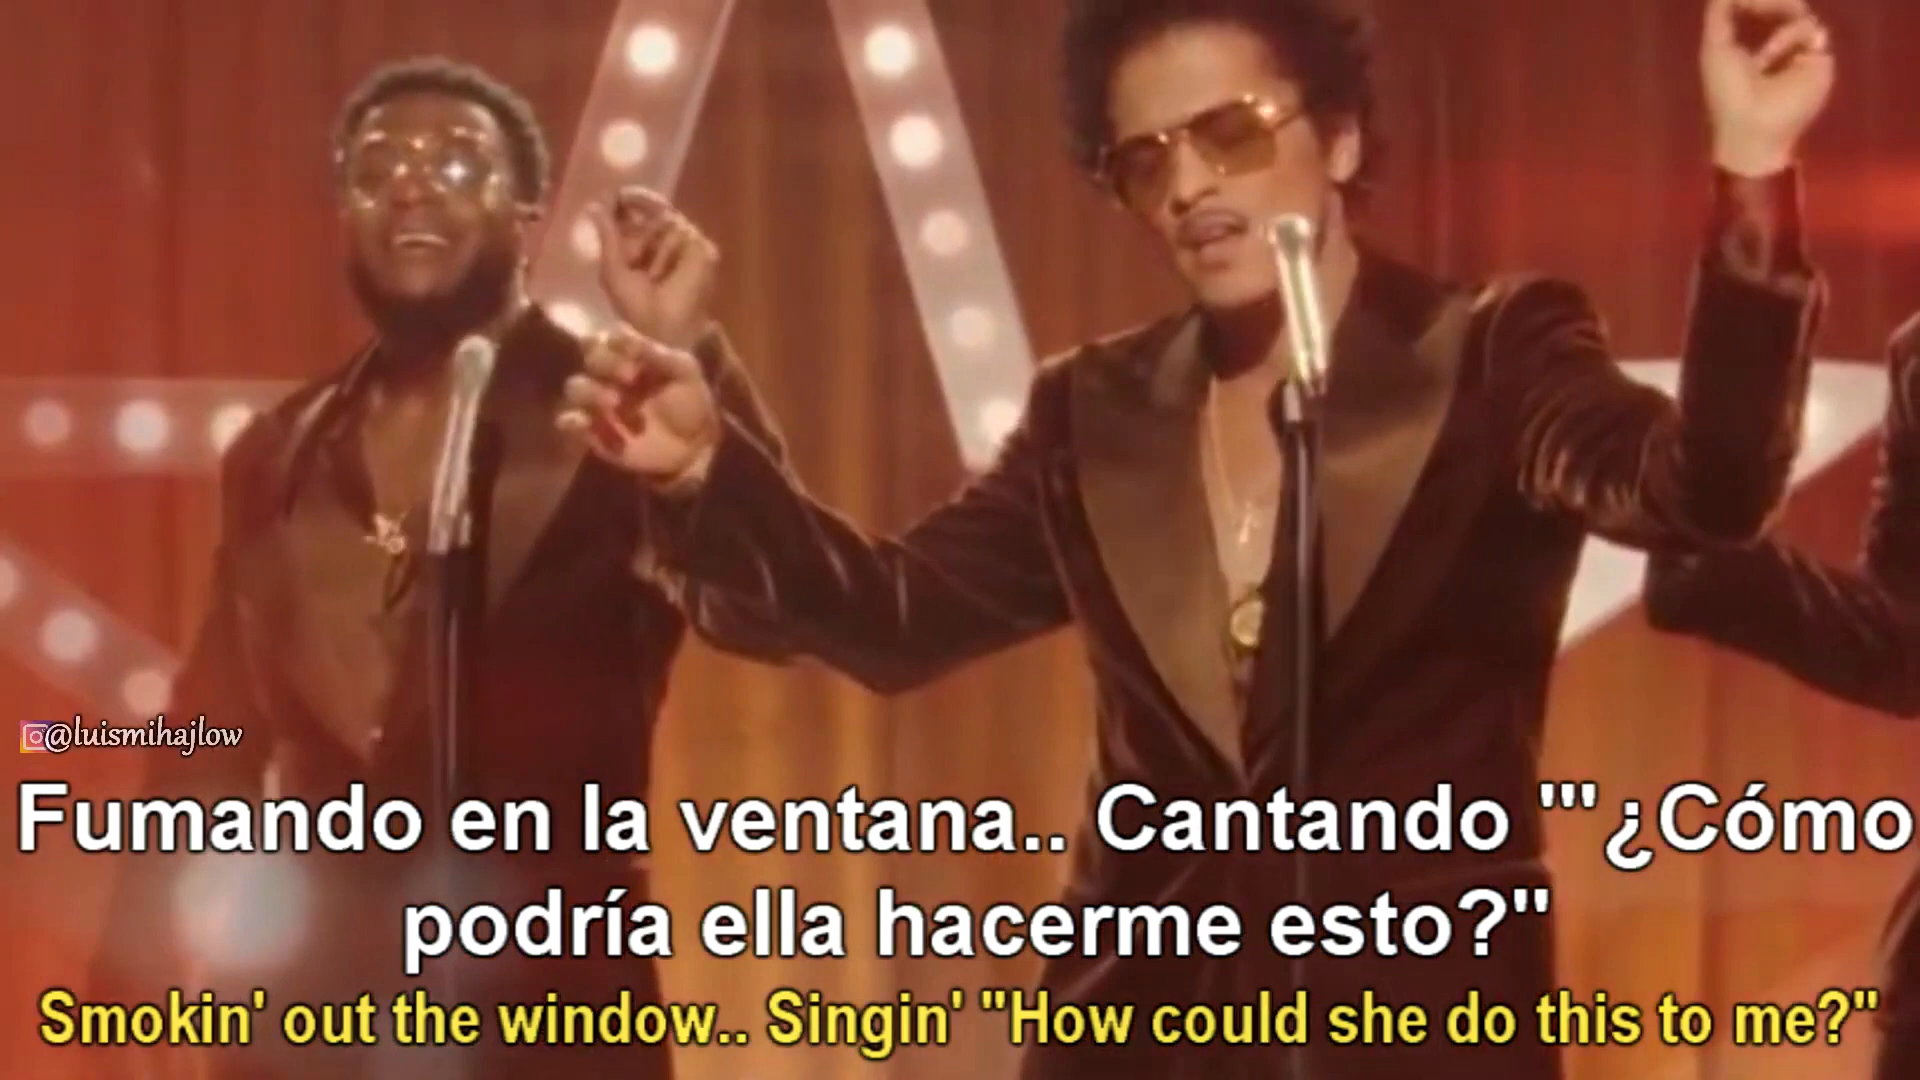 @luismihajlow
Fumando en la ventana.. Cantando '"¿Cómo
podría ella hacerme esto?"
Smokin' out the window.. Singin' "How could she do this to me?"